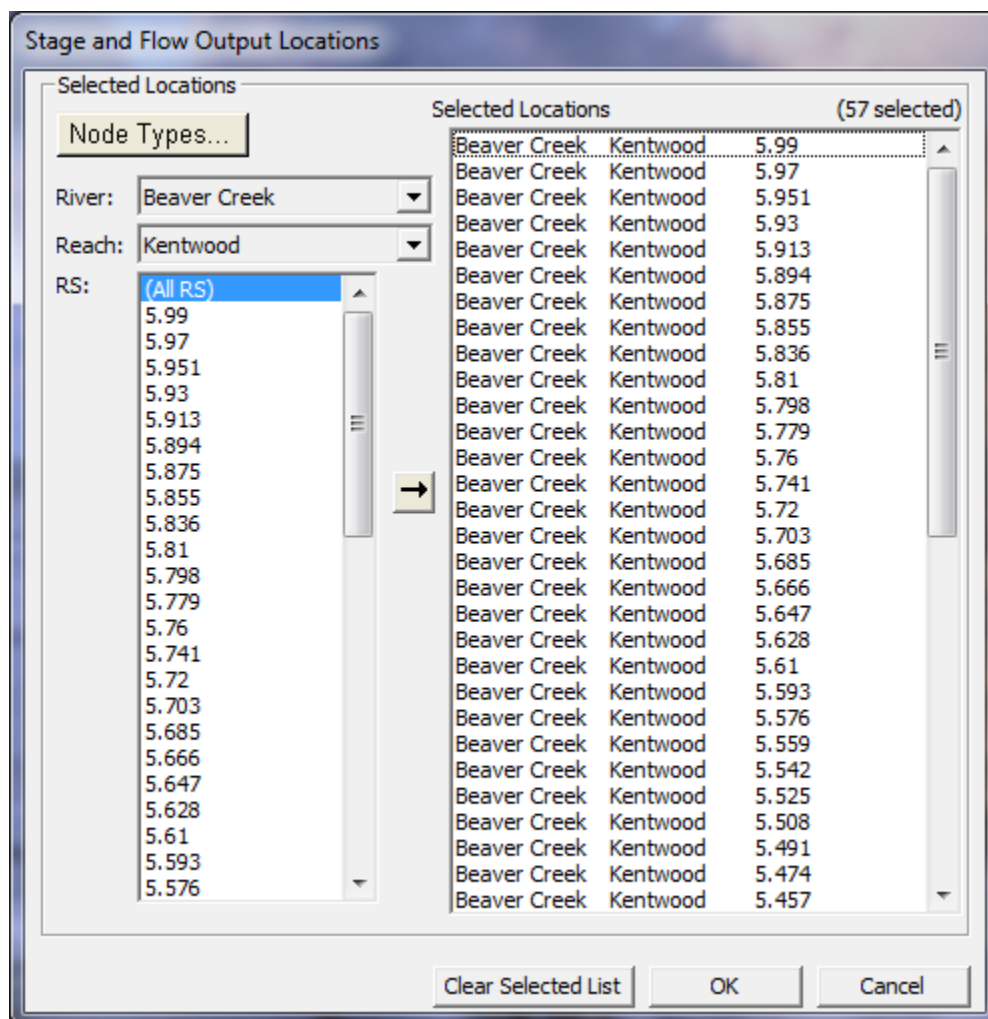 Stage and Flow Output Locations
Selected Locations
Node Types...
River: Beaver Creek
Reach: Kentwood
RS: (All RS)
5.99
5.97
5.951
5.93
5.913
5.894
5.875
5.855
5.836
5.81
5.798
5.779
5.76
5.741
5.72
5.703
5.685
5.666
5.647
5.628
5.61
5.593
5.576
Selected Locations (57 selected)
Beaver Creek Kentwood 5.99
Beaver Creek Kentwood 5.97
Beaver Creek Kentwood 5.951
Beaver Creek Kentwood 5.93
Beaver Creek Kentwood 5.913
Beaver Creek Kentwood 5.894
Beaver Creek Kentwood 5.875
Beaver Creek Kentwood 5.855
Beaver Creek Kentwood 5.836
Beaver Creek Kentwood 5.81
Beaver Creek Kentwood 5.798
Beaver Creek Kentwood 5.779
Beaver Creek Kentwood 5.76
Beaver Creek Kentwood 5.741
Beaver Creek Kentwood 5.72
Beaver Creek Kentwood 5.703
Beaver Creek Kentwood 5.685
Beaver Creek Kentwood 5.666
Beaver Creek Kentwood 5.647
Beaver Creek Kentwood 5.628
Beaver Creek Kentwood 5.61
Beaver Creek Kentwood 5.593
Beaver Creek Kentwood 5.576
Beaver Creek Kentwood 5.559
Beaver Creek Kentwood 5.542
Beaver Creek Kentwood 5.525
Beaver Creek Kentwood 5.508
Beaver Creek Kentwood 5.491
Beaver Creek Kentwood 5.474
Beaver Creek Kentwood 5.457
Clear Selected List OK Cancel